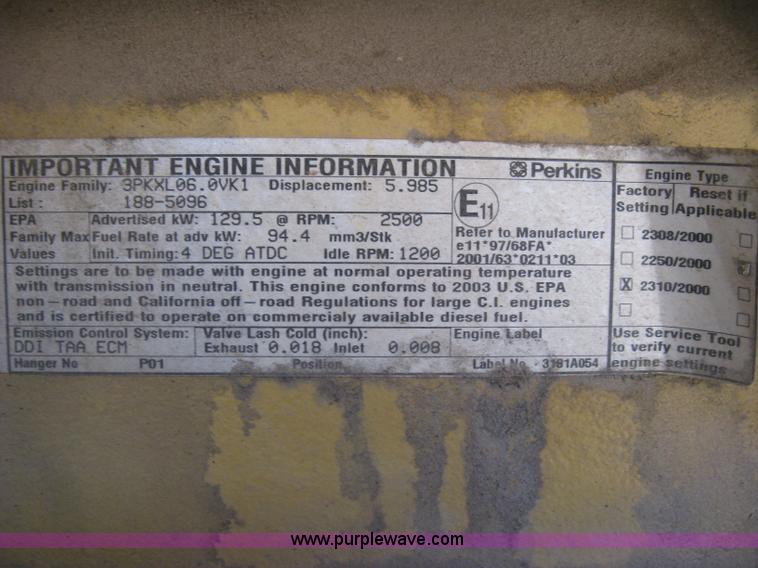 IMPORTANT ENGINE INFORMATION Perkins
Engine Family: 3PKXL06.0VK1 Displacement: 5.985
List : 188-5096
EPA Advertised kW: 129.5 @ RPM: 2500
Family Max Fuel Rate at adv kW: 94.4 mm3/Stk
Values Init. Timing: 4 DEG ATDC Idle RPM: 1200
E11
Refer to Manufacturer
e11*97/68FA*
2001/63*0211*03
Settings are to be made with engine at normal operating temperature
with transmission in neutral. This engine conforms to 2003 U.S. EPA
non-road and California off-road Regulations for large C.I. engines
and is certified to operate on commercialy available diesel fuel.
Emission Control System: Valve Lash Cold (inch): Engine Label
DDI TAA ECM Exhaust 0.018 Inlet 0.008
Hanger No P01 Position Label No - 3181A054
Engine Type
Factory Reset if
Setting Applicable
2308/2000
2250/2000
X 2310/2000
Use Service Tool
to verify current
engine settings
www.purplewave.com